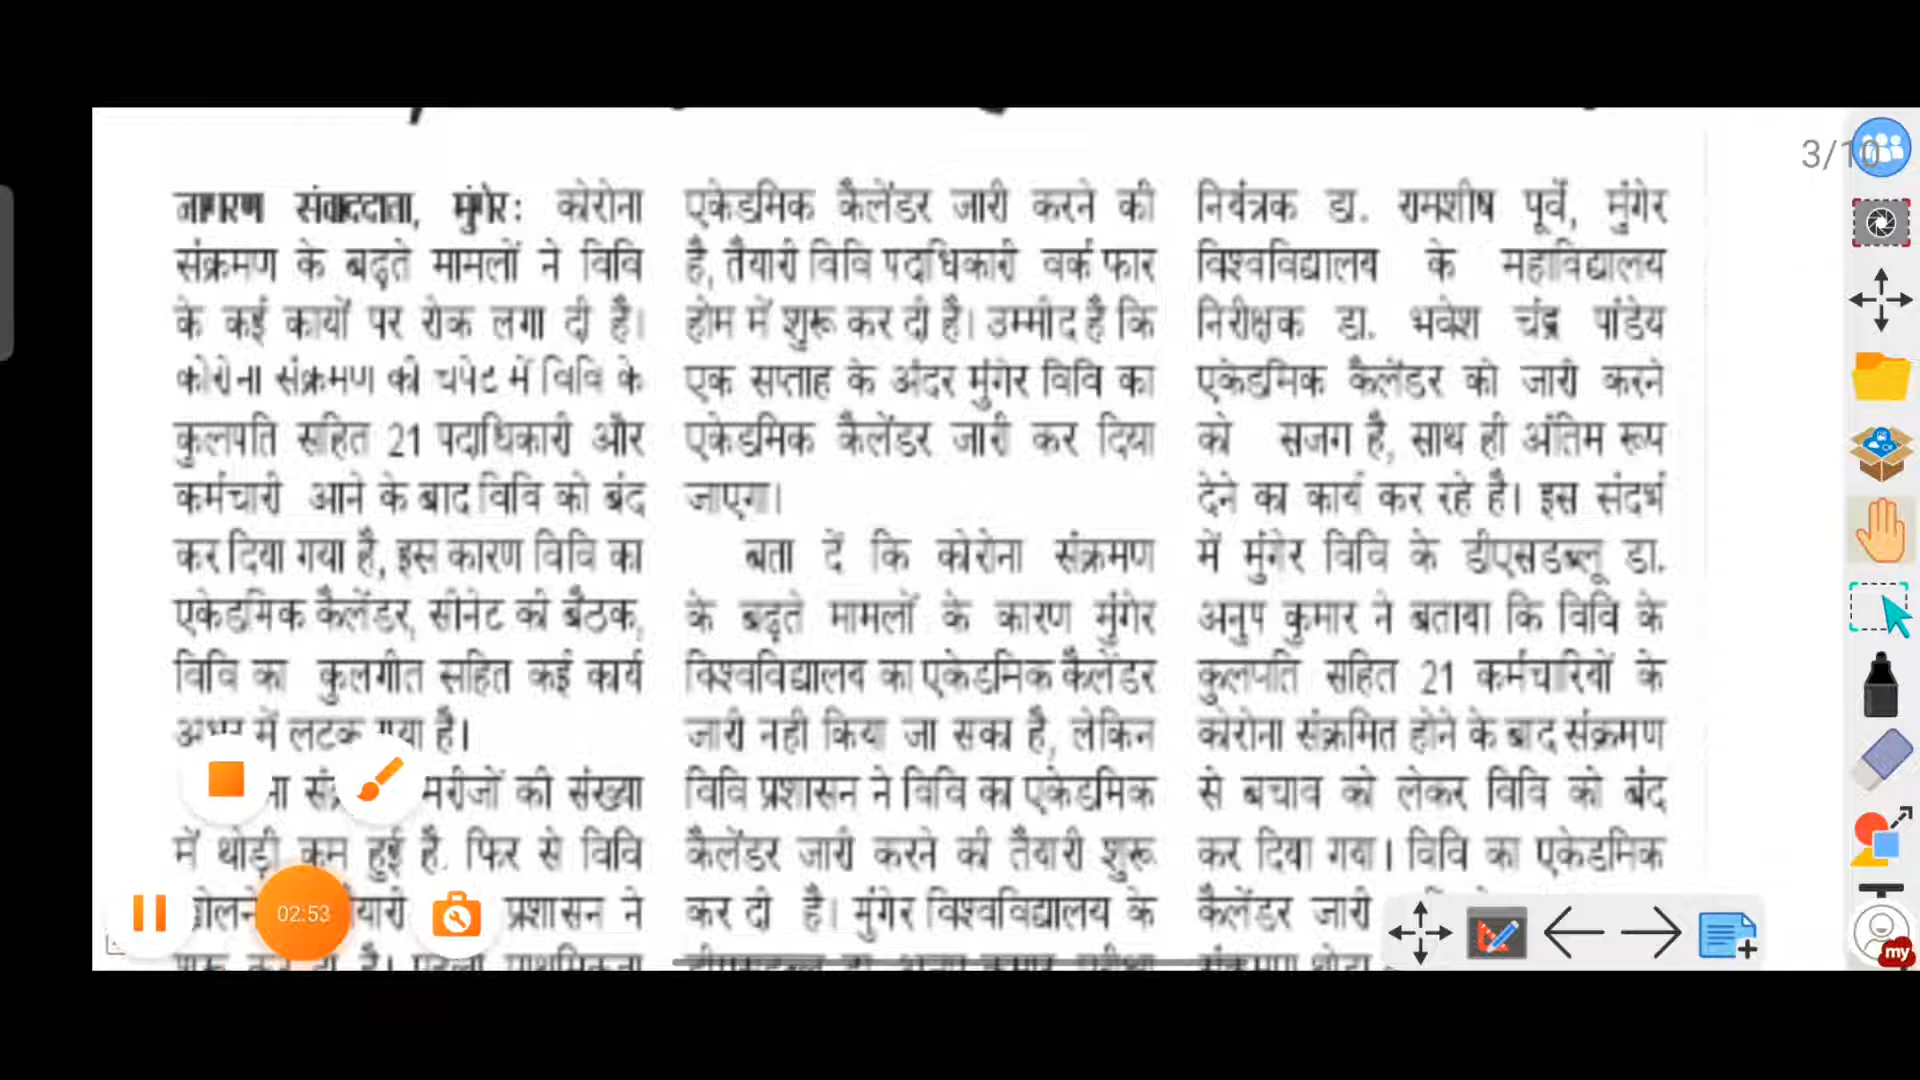 जागरण संवाददाता, मुंगेर: कोरोना
संक्रमण के बढ़ते मामलों ने विवि
के कई कार्यों पर रोक लगा दी है।
कोरोना संक्रमण की चपेट में विवि के
कुलपति सहित 21 पदाधिकारी और
कर्मचारी आने के बाद विवि को बंद
कर दिया गया है, इस कारण विवि का
एकेडमिक कैलेंडर, सीनेट की बैठक,
विवि का कुलगीत सहित कई कार्य
में लटक गया है।
मरीजों की संख्या
में थोड़ी कम हुई है. फिर से विवि
प्रशासन ने
एकेडमिक कैलेंडर जारी करने की
है, तैयारी विवि पदाधिकारी वर्क फार
होम में शुरू कर दी है। उम्मीद है कि
एक सप्ताह के अंदर मुंगेर विवि का
एकेडमिक कैलेंडर जारी कर दिया
जाएगा।
बता दें कि कोरोना संक्रमण
के बढ़ते मामलों के कारण मुंगेर
विश्वविद्यालय का एकेडमिक कैलेंडर
जारी नही किया जा सका है, लेकिन
विवि प्रशासन ने विवि का एकेडमिक
कैलेंडर जारी करने की तैयारी शुरू
कर दी है। मुंगेर विश्वविद्यालय के
नियंत्रक डा. रामशीष पूर्वे, मुंगेर
विश्वविद्यालय के महाविद्यालय
निरीक्षक डा. भवेश चंद्र पांडेय
एकेडमिक कैलेंडर को जारी करने
को सजग है, साथ ही अंतिम रूप
देने का कार्य कर रहे है। इस संदर्भ
में मुंगेर विवि के डीएसडब्लू डा.
अनुप कुमार ने बताया कि विवि के
कुलपति सहित 21 कर्मचारियों के
कोरोना संक्रमित होने के बाद संक्रमण
से बचाव को लेकर विवि को बंद
कर दिया गया। विवि का एकेडमिक
कैलेंडर जारी
3/10
02:53
my